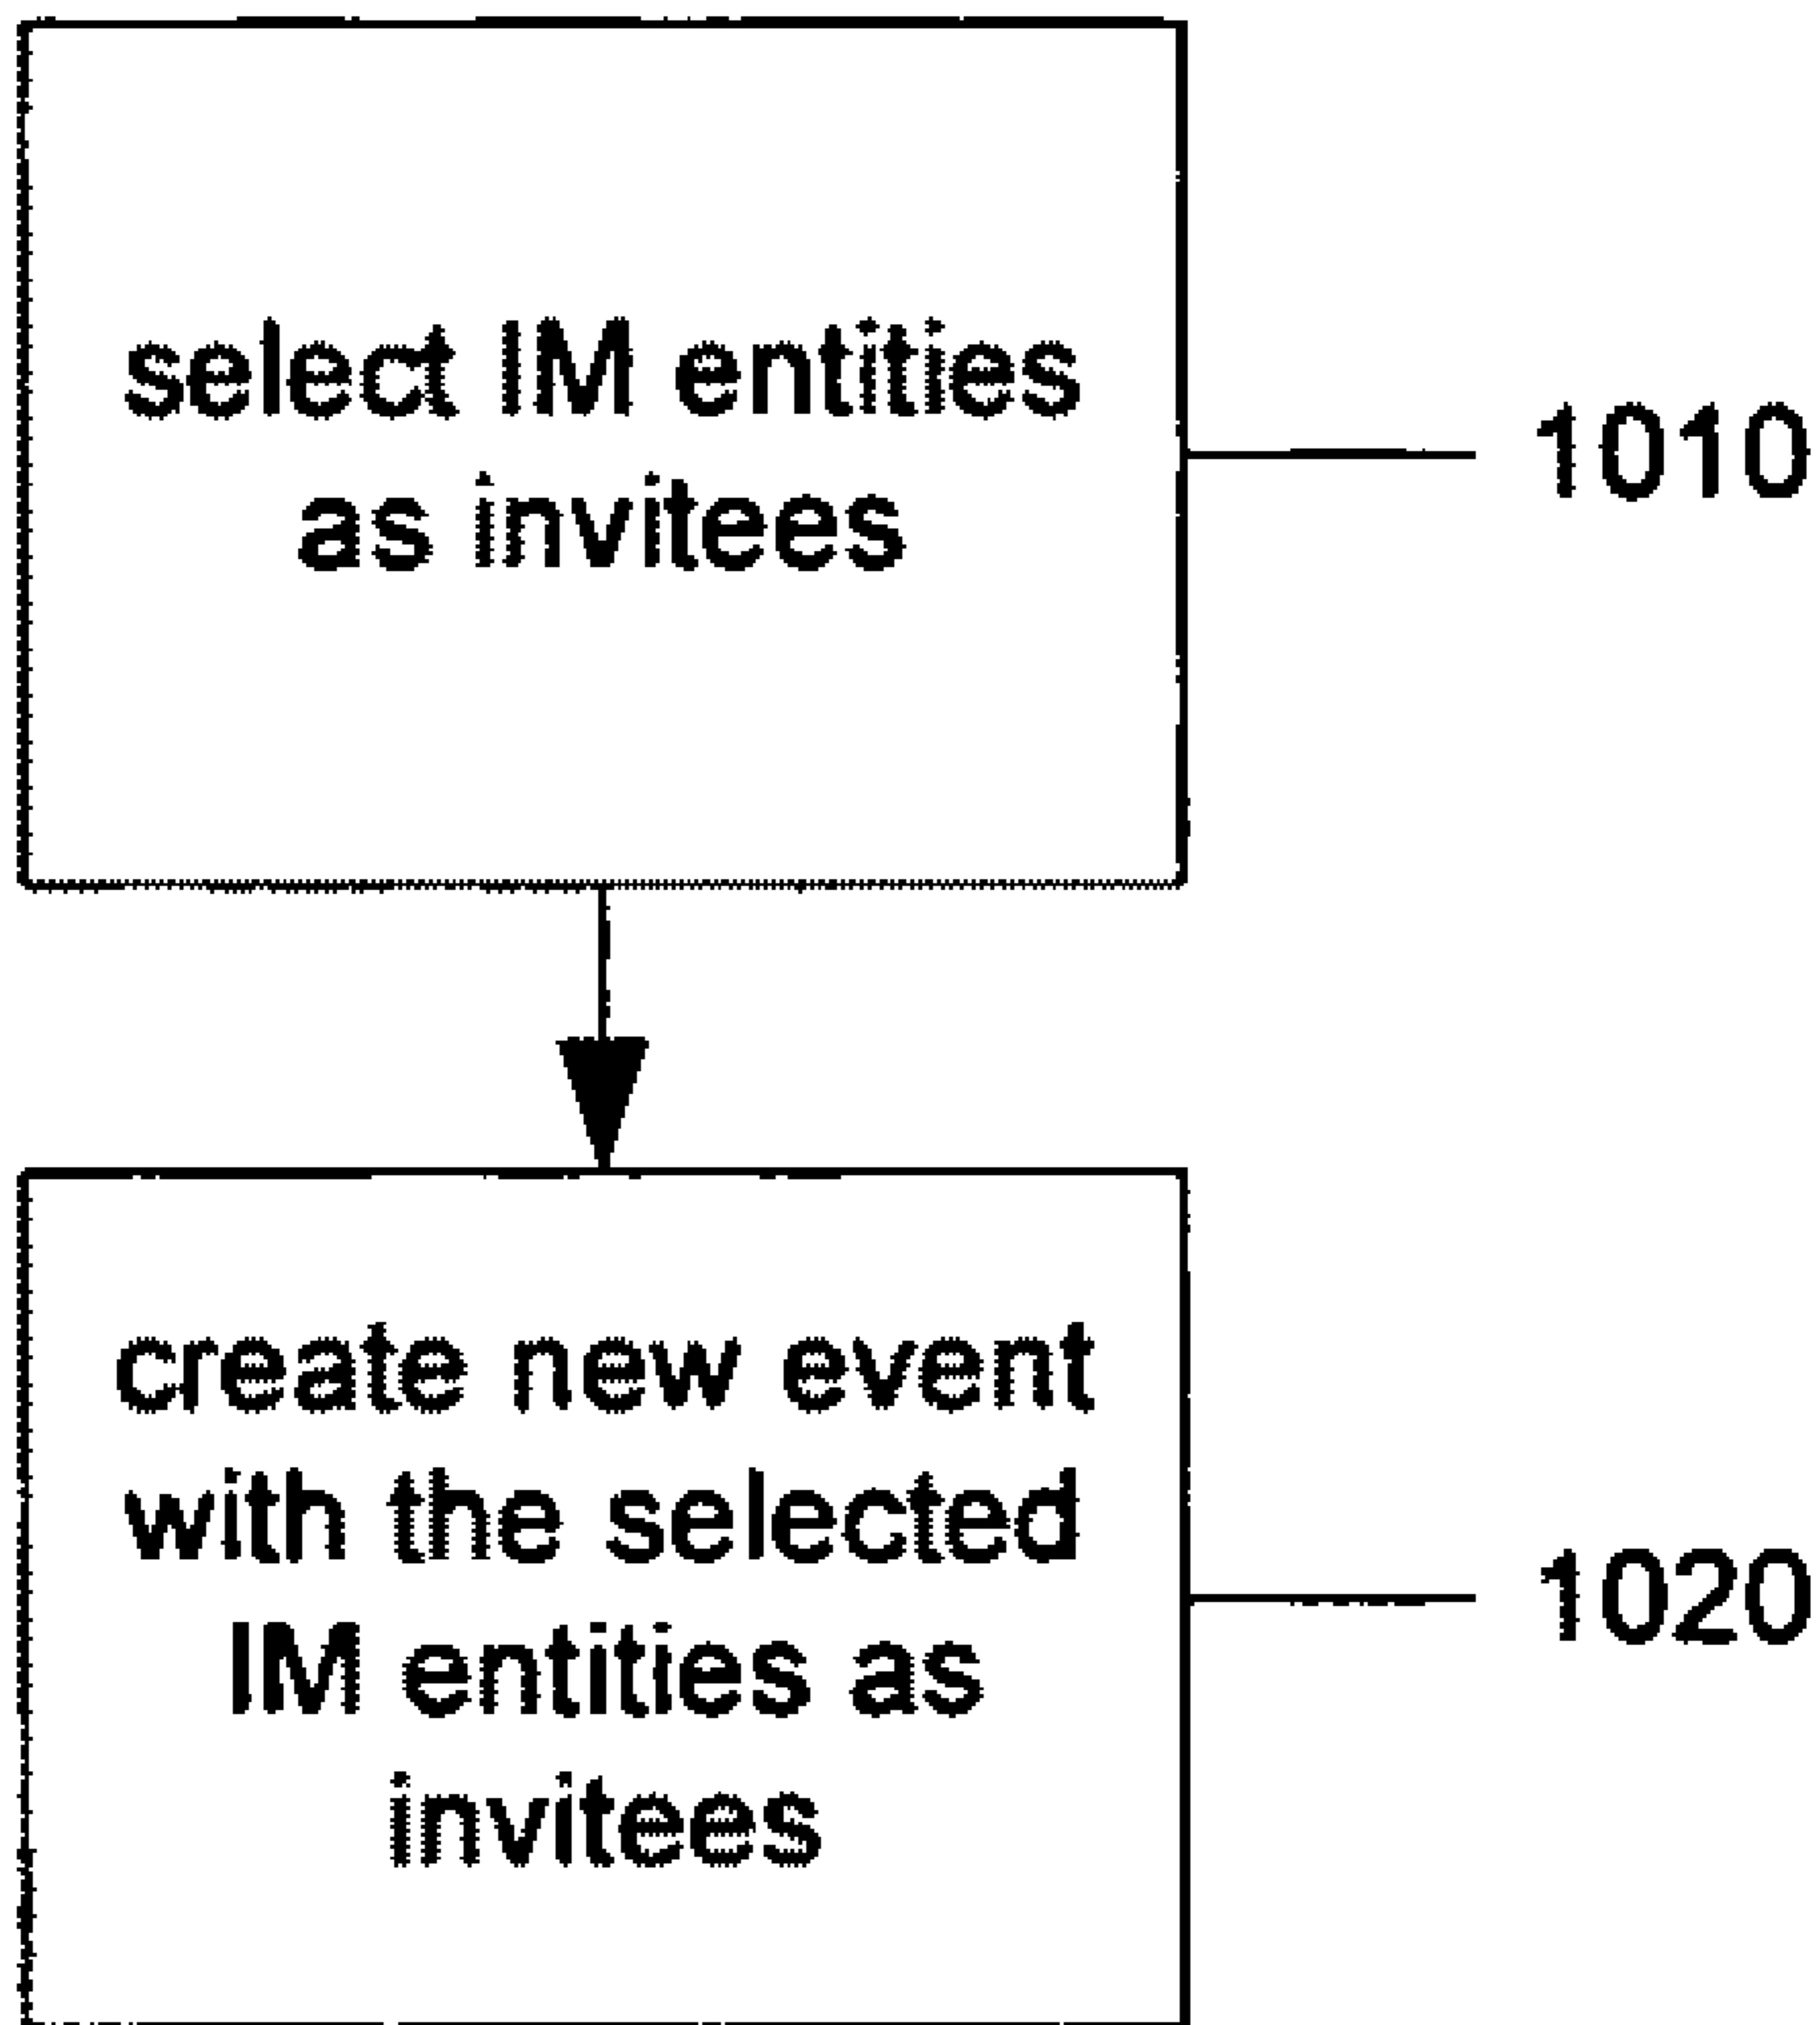 select IM entities
as invitees
1010
create new event
with the selected
IM entities as
invitees
1020